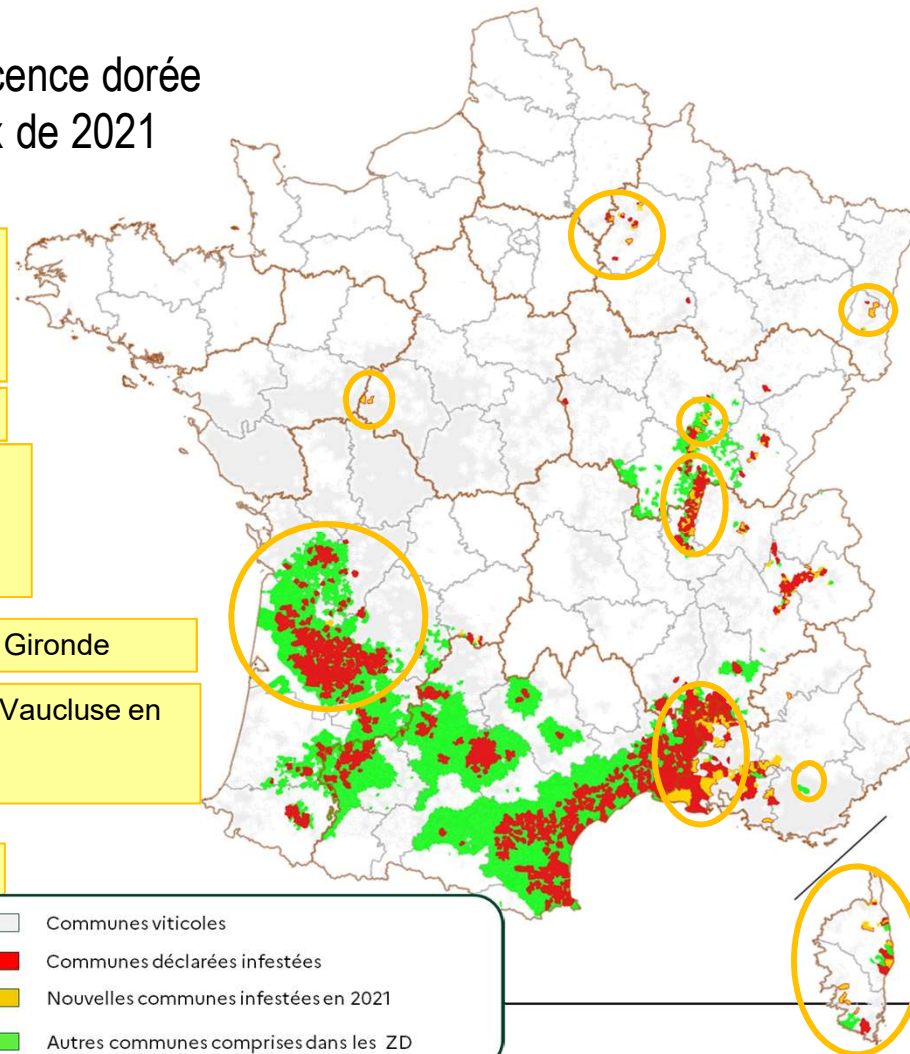 cence dorée
x de 2021
Gironde
Vaucluse en
Communes viticoles
Communes déclarées infestées
Nouvelles communes infestées en 2021
Autres communes comprises dans les ZD